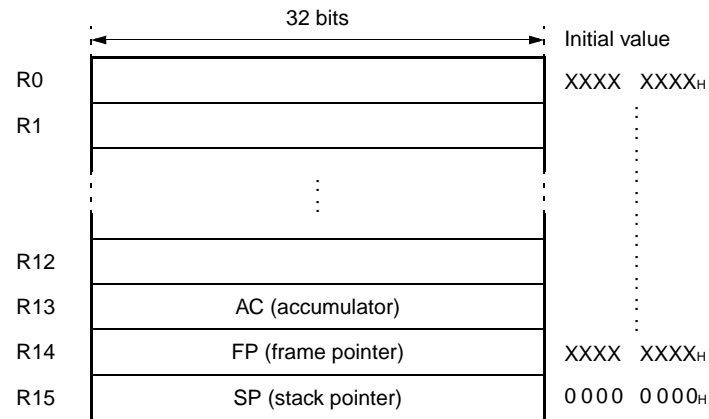 32 bits
Initial value
R0 XXXX XXXXH
R1
R12
R13 AC (accumulator)
R14 FP (frame pointer) XXXX XXXXH
R15 SP (stack pointer) 0000 0000H